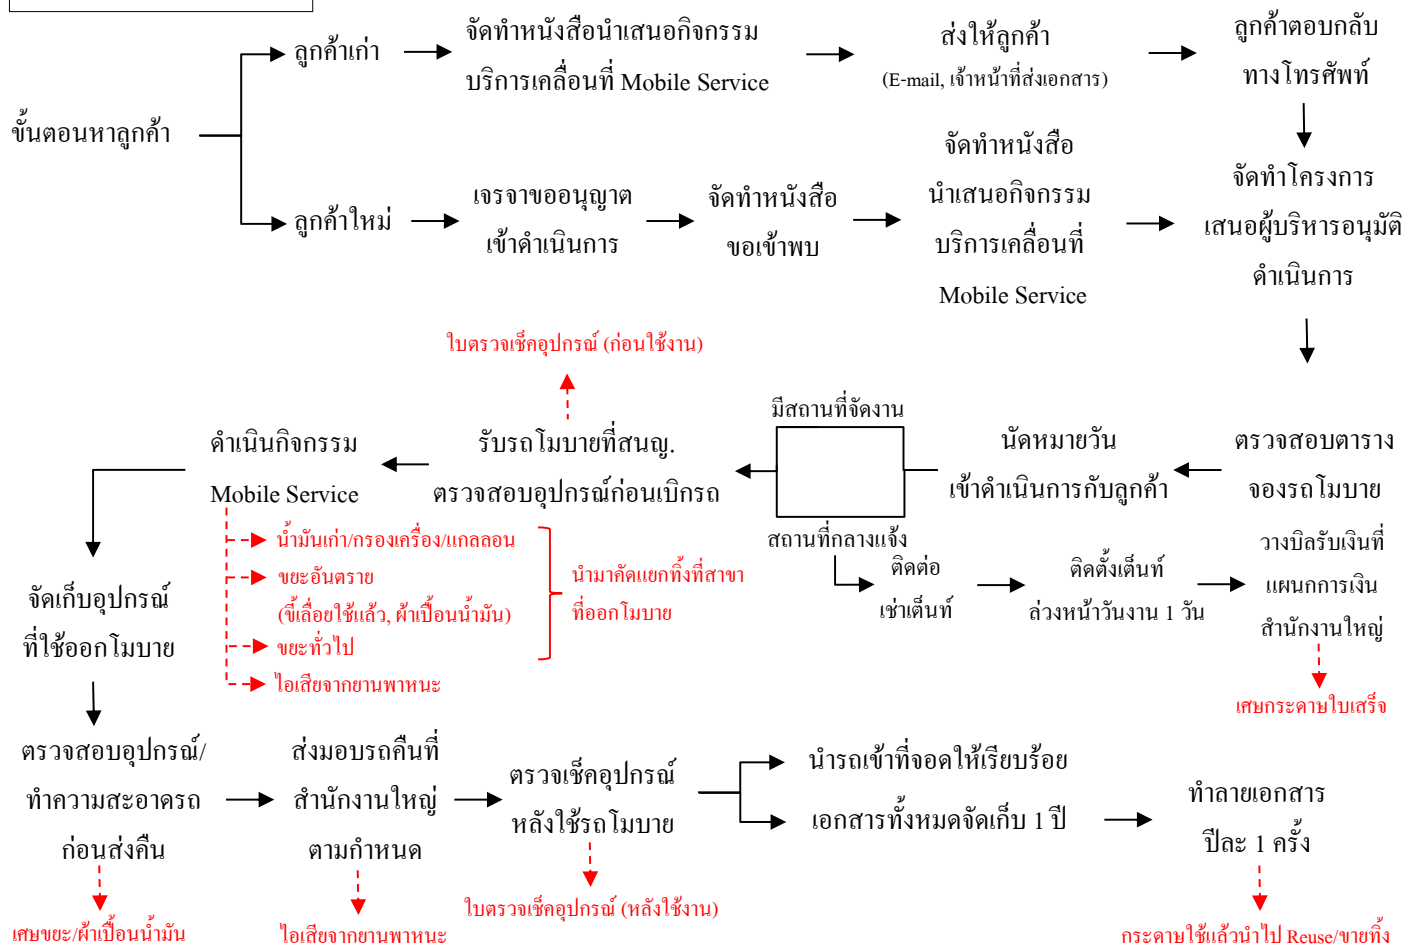 ขั้นตอนหาลูกค้า
ลูกค้าเก่า
จัดทำหนังสือนำเสนอกิจกรรม
บริการเคลื่อนที่ Mobile Service
ส่งให้ลูกค้า
(E-mail, เจ้าหน้าที่ส่งเอกสาร)
ลูกค้าตอบกลับ
ทางโทรศัพท์
ลูกค้าใหม่
เจรจาขออนุญาต
เข้าดำเนินการ
จัดทำหนังสือ
ขอเข้าพบ
จัดทำหนังสือ
นำเสนอกิจกรรม
บริการเคลื่อนที่
Mobile Service
จัดทำโครงการ
เสนอผู้บริหารอนุมัติ
ดำเนินการ
ตรวจสอบตาราง
จองรถโมบาย
นัดหมายวัน
เข้าดำเนินการกับลูกค้า
มีสถานที่จัดงาน
สถานที่กลางแจ้ง
ติดต่อ
เช่าเต็นท์
ติดตั้งเต็นท์
ล่วงหน้าวันงาน 1 วัน
วางบิลรับเงินที่
แผนกการเงิน
สำนักงานใหญ่
เศษกระดาษใบเสร็จ
ใบตรวจเช็คอุปกรณ์ (ก่อนใช้งาน)
รับรถโมบายที่สนญ.
ตรวจสอบอุปกรณ์ก่อนเบิกรถ
ดำเนินกิจกรรม
Mobile Service
น้ำมันเก่า/กรองเครื่อง/แกลลอน
ขยะอันตราย
(ขี้เลื่อยใช้แล้ว, ผ้าเปื้อนน้ำมัน)
ขยะทั่วไป
ไอเสียจากยานพาหนะ
นำมาคัดแยกทิ้งที่สาขา
ที่ออกโมบาย
จัดเก็บอุปกรณ์
ที่ใช้ออกโมบาย
ตรวจสอบอุปกรณ์/
ทำความสะอาดรถ
ก่อนส่งคืน
เศษขยะ/ผ้าเปื้อนน้ำมัน
ส่งมอบรถคืนที่
สำนักงานใหญ่
ตามกำหนด
ไอเสียจากยานพาหนะ
ตรวจเช็คอุปกรณ์
หลังใช้รถโมบาย
ใบตรวจเช็คอุปกรณ์ (หลังใช้งาน)
นำรถเข้าที่จอดให้เรียบร้อย
เอกสารทั้งหมดจัดเก็บ 1 ปี
ทำลายเอกสาร
ปีละ 1 ครั้ง
กระดาษใช้แล้วนำไป Reuse/ขายทิ้ง